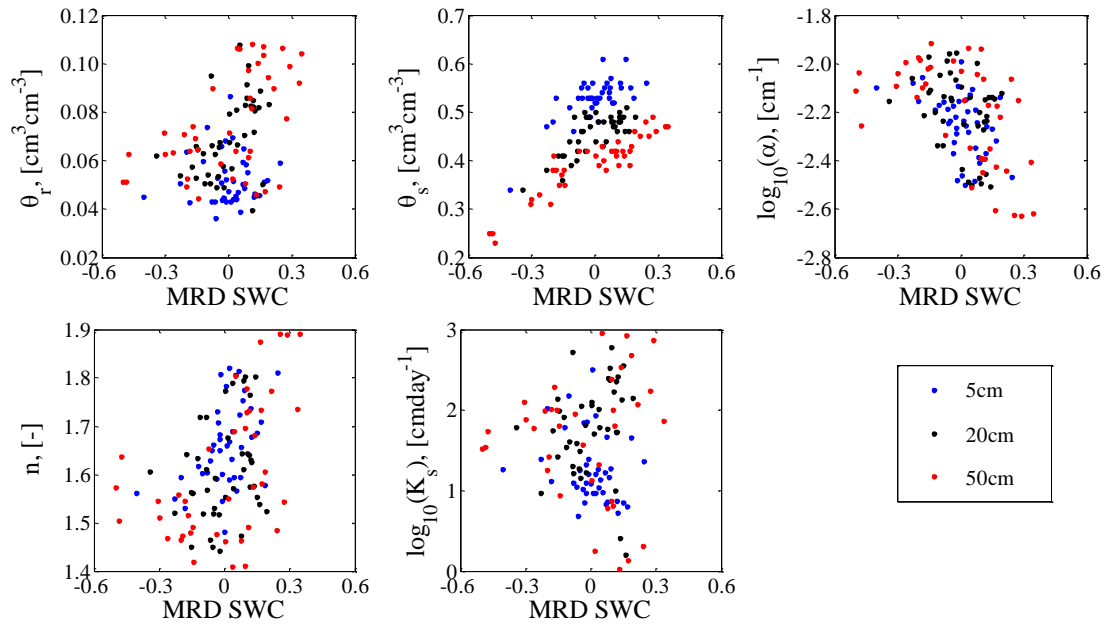 0.12
0.10
0.08
0.06
0.04
0.02
θr, [cm³cm⁻³]
-0.6 -0.3 0 0.3 0.6
MRD SWC
0.7
0.6
0.5
0.4
0.3
0.2
θs, [cm³cm⁻³]
-0.6 -0.3 0 0.3 0.6
MRD SWC
-1.8
-2.0
-2.2
-2.4
-2.6
-2.8
log10(α), [cm⁻¹]
-0.6 -0.3 0 0.3 0.6
MRD SWC
1.9
1.8
1.7
1.6
1.5
1.4
n, [-]
-0.6 -0.3 0 0.3 0.6
MRD SWC
3
2
1
0
log10(Ks), [cmday⁻¹]
-0.6 -0.3 0 0.3 0.6
MRD SWC
5cm
20cm
50cm